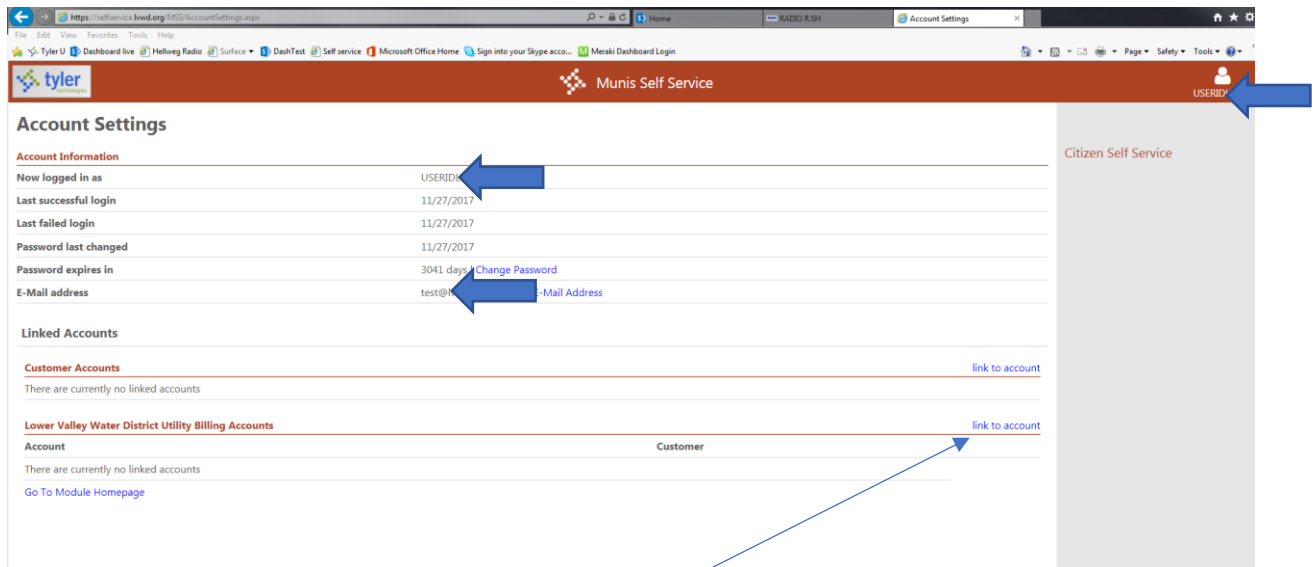 https://selfservice.lvwd.org/MSS/AccountSettings.aspx Home RADIO R.SH Account Settings
File Edit View Favorites Tools Help
Tyler U Dashboard live Hellweg Radio Surface DashTest Self service Microsoft Office Home Sign into your Skype acco... Meraki Dashboard Login Page Safety Tools
tyler technologies Munis Self Service
USERID
Account Settings
Citizen Self Service
Account Information
Now logged in as USERID
Last successful login 11/27/2017
Last failed login 11/27/2017
Password last changed 11/27/2017
Password expires in 3041 days | Change Password
E-Mail address test@ E-Mail Address
Linked Accounts
Customer Accounts link to account
There are currently no linked accounts
Lower Valley Water District Utility Billing Accounts link to account
Account Customer
There are currently no linked accounts
Go To Module Homepage